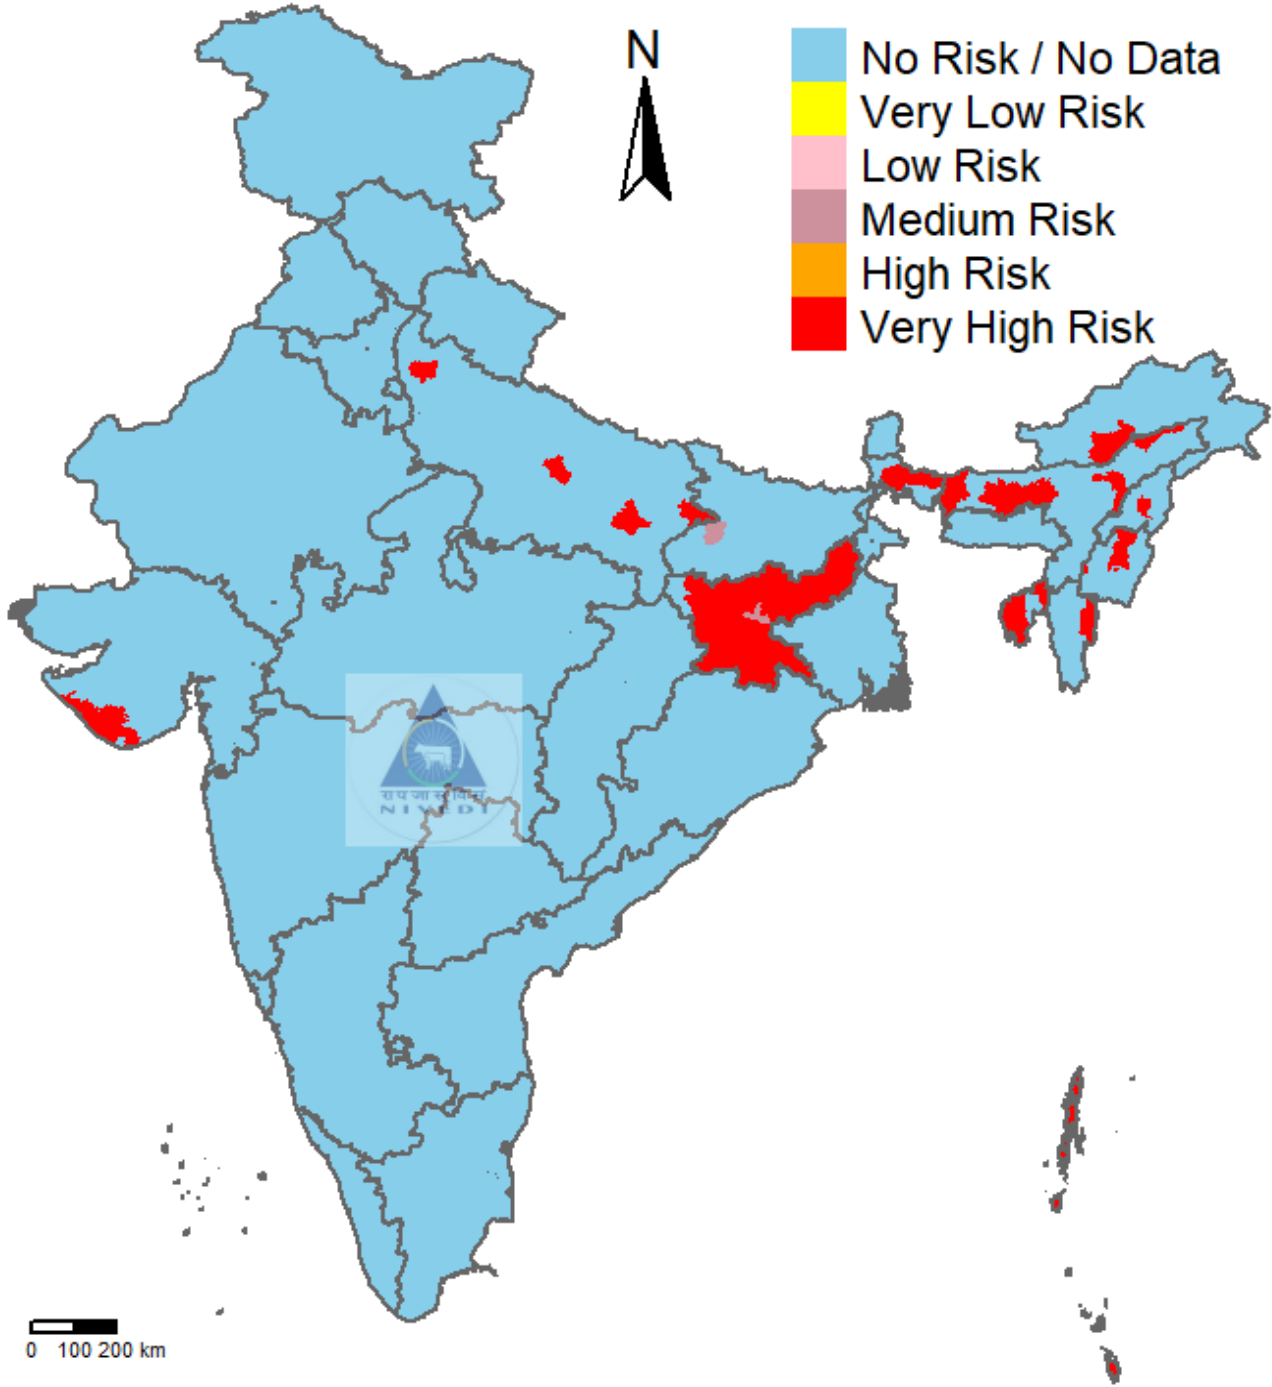 N
No Risk / No Data
Very Low Risk
Low Risk
Medium Risk
High Risk
Very High Risk
NIVEDI
0 100 200 km